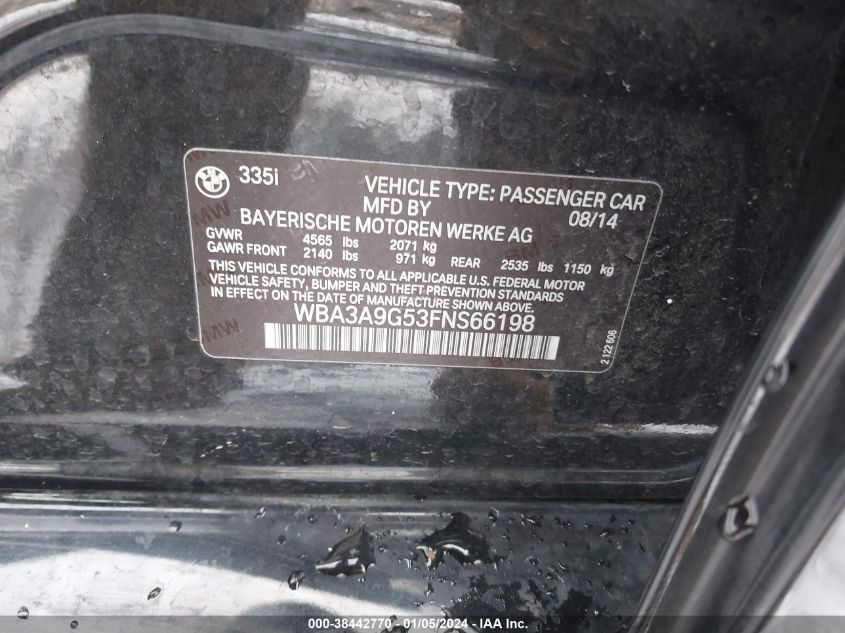 335i
VEHICLE TYPE: PASSENGER CAR
MFD BY 08/14
BAYERISCHE MOTOREN WERKE AG
GVWR 4565 lbs 2071 kg
GAWR FRONT 2140 lbs 971 kg REAR 2535 lbs 1150 kg
THIS VEHICLE CONFORMS TO ALL APPLICABLE U.S. FEDERAL MOTOR
VEHICLE SAFETY, BUMPER AND THEFT PREVENTION STANDARDS
IN EFFECT ON THE DATE OF MANUFACTURE SHOWN ABOVE.
WBA3A9G53FNS66198
2 122 606
000-38442770 - 01/05/2024 - IAA Inc.